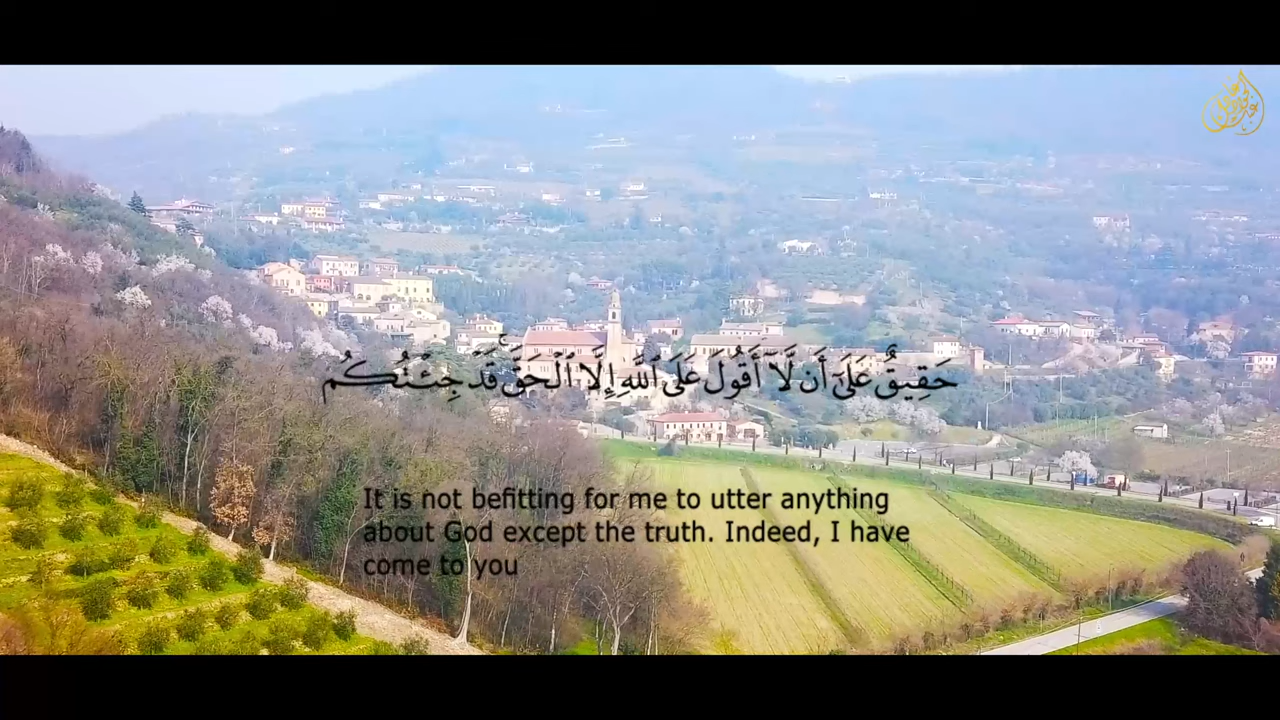 حَقِيقٌ عَلَىٰٓ أَن لَّآ أَقُولَ عَلَى ٱللَّهِ إِلَّا ٱلْحَقَّ ۚ قَدْ جِئْتُكُم
It is not befitting for me to utter anything
about God except the truth. Indeed, I have
come to you